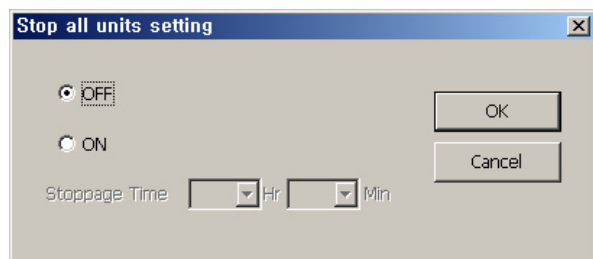 Stop all units setting
OFF
OK
ON
Cancel
Stoppage Time Hr Min